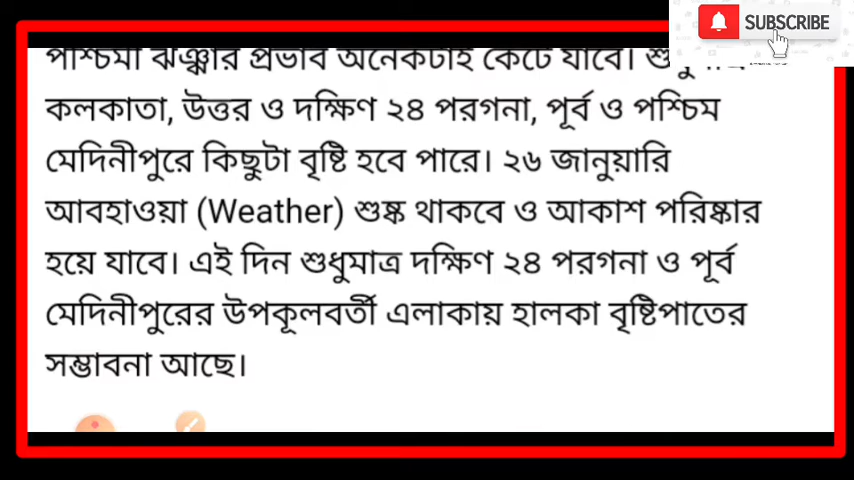 SUBSCRIBE
পশ্চিমী ঝঞ্ঝার প্রভাব অনেকটাই কেটে যাবে।
কলকাতা, উত্তর ও দক্ষিণ ২৪ পরগনা, পূর্ব ও পশ্চিম
মেদিনীপুরে কিছুটা বৃষ্টি হবে পারে। ২৬ জানুয়ারি
আবহাওয়া (Weather) শুষ্ক থাকবে ও আকাশ পরিষ্কার
হয়ে যাবে। এই দিন শুধুমাত্র দক্ষিণ ২৪ পরগনা ও পূর্ব
মেদিনীপুরের উপকূলবর্তী এলাকায় হালকা বৃষ্টিপাতের
সম্ভাবনা আছে।